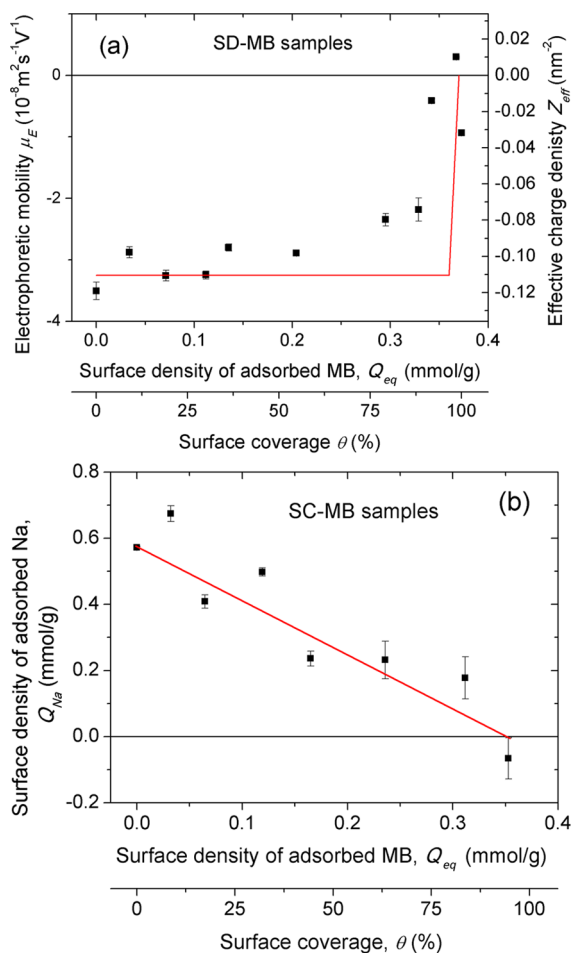 (a)
SD-MB samples
Electrophoretic mobility μE (10⁻⁸m²s⁻¹V⁻¹)
0
-2
-4
0.02
0.00
-0.02
-0.04
-0.06
-0.08
-0.10
-0.12
Effective charge denisty Zeff (nm⁻²)
0.0 0.1 0.2 0.3 0.4
Surface density of adsorbed MB, Qeq (mmol/g)
0 25 50 75 100
Surface coverage θ (%)
(b)
SC-MB samples
Surface density of adsorbed Na,
QNa (mmol/g)
0.8
0.6
0.4
0.2
0.0
-0.2
0.0 0.1 0.2 0.3 0.4
Surface density of adsorbed MB, Qeq (mmol/g)
0 25 50 75 100
Surface coverage, θ (%)